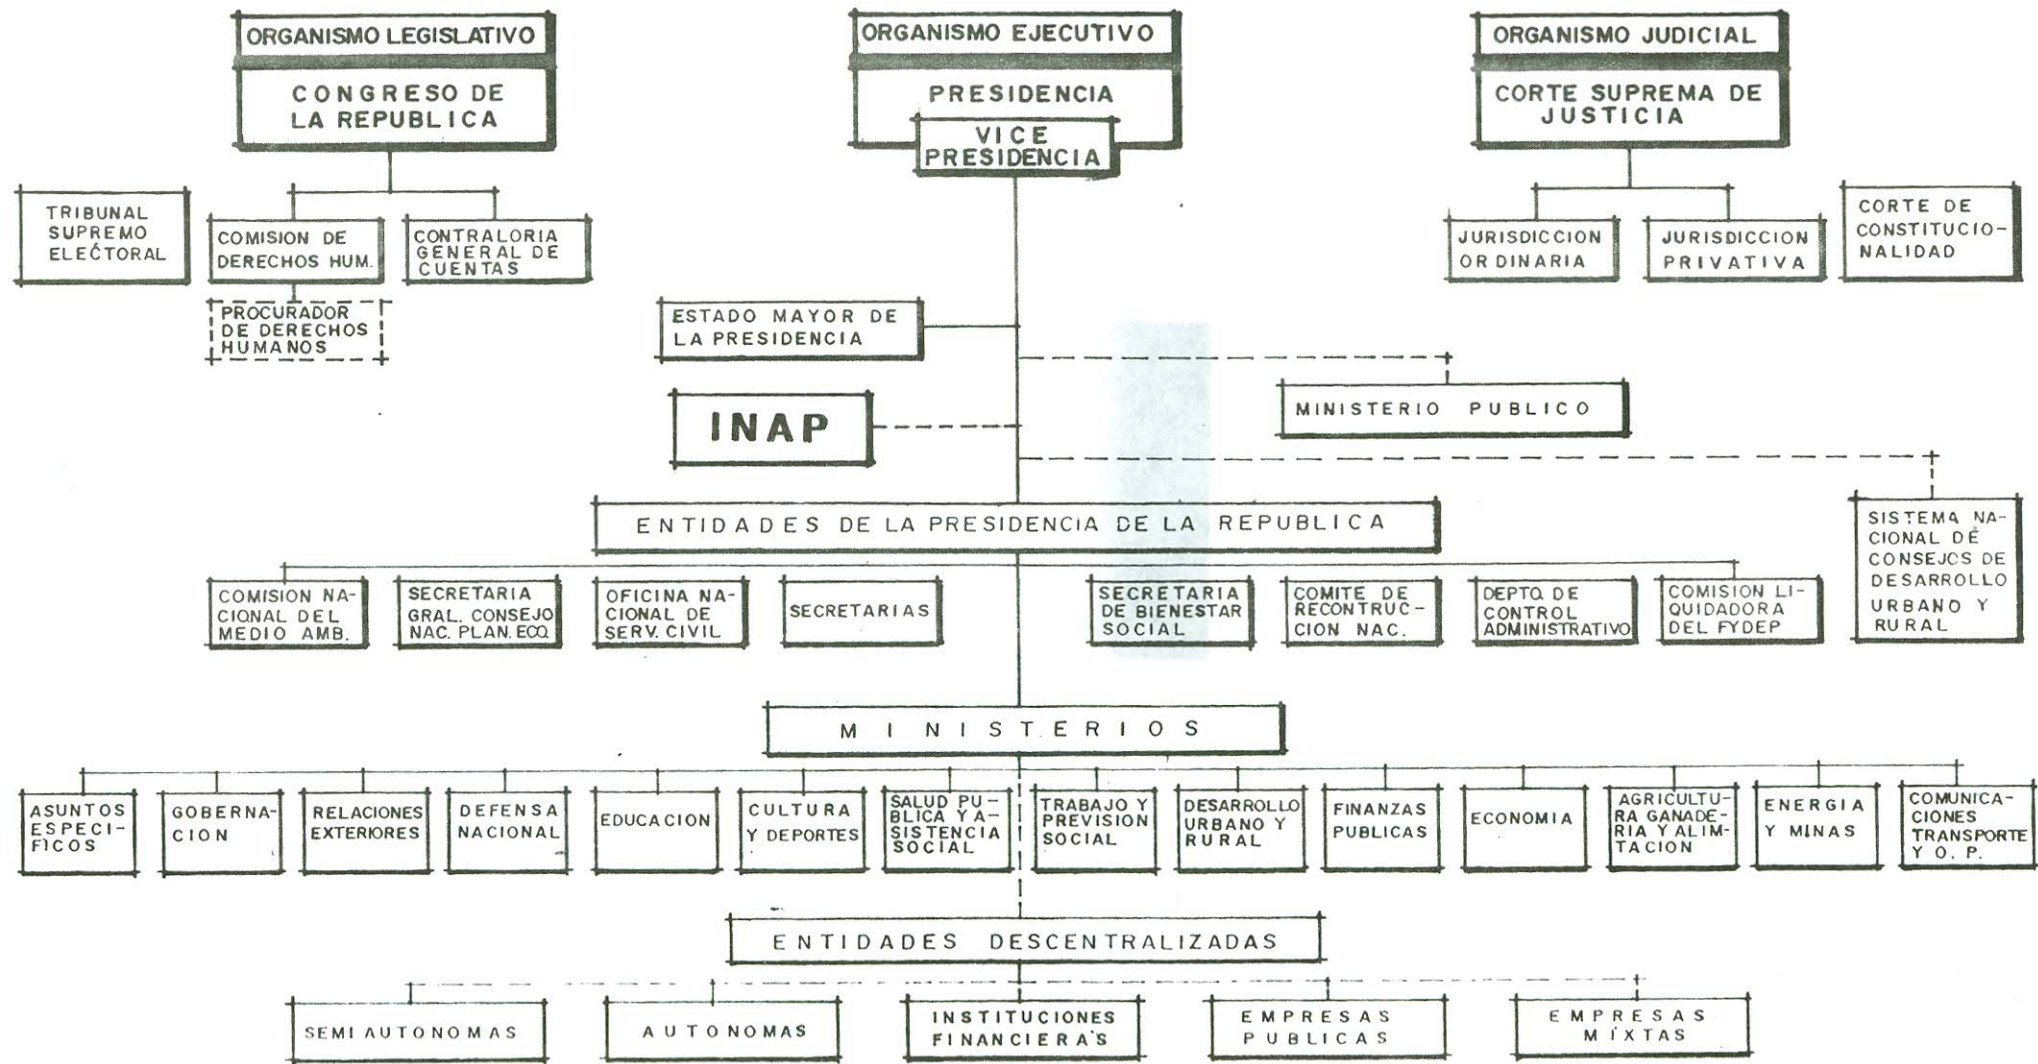 ORGANISMO LEGISLATIVO
CONGRESO DE
LA REPUBLICA
ORGANISMO EJECUTIVO
PRESIDENCIA
VICE
PRESIDENCIA
ORGANISMO JUDICIAL
CORTE SUPREMA DE
JUSTICIA
TRIBUNAL
SUPREMO
ELECTORAL
COMISION DE
DERECHOS HUM.
CONTRALORIA
GENERAL DE
CUENTAS
PROCURADOR
DE DERECHOS
HUMANOS
JURISDICCION
ORDINARIA
JURISDICCION
PRIVATIVA
CORTE DE
CONSTITUCIO-
NALIDAD
ESTADO MAYOR DE
LA PRESIDENCIA
MINISTERIO PUBLICO
INAP
ENTIDADES DE LA PRESIDENCIA DE LA REPUBLICA
SISTEMA NA-
CIONAL DE
CONSEJOS DE
DESARROLLO
URBANO Y
RURAL
COMISION NA-
CIONAL DEL
MEDIO AMB.
SECRETARIA
GRAL. CONSEJO
NAC. PLAN. ECO.
OFICINA NA-
CIONAL DE
SERV. CIVIL
SECRETARIAS
SECRETARIA
DE BIENESTAR
SOCIAL
COMITE DE
RECONTRUC-
CION NAC.
DEPTO. DE
CONTROL
ADMINISTRATIVO
COMISION LI-
QUIDADORA
DEL FYDEP
MINISTERIOS
ASUNTOS
ESPECI-
FICOS
GOBERNA-
CION
RELACIONES
EXTERIORES
DEFENSA
NACIONAL
EDUCACION
CULTURA
Y DEPORTES
SALUD PU-
BLICA Y A-
SISTENCIA
SOCIAL
TRABAJO Y
PREVISION
SOCIAL
DESARROLLO
URBANO Y
RURAL
FINANZAS
PUBLICAS
ECONOMIA
AGRICULTU-
RA GANADE-
RIA Y ALIM-
TACION
ENERGIA
Y MINAS
COMUNICA-
CIONES
TRANSPORTE
Y O. P.
ENTIDADES DESCENTRALIZADAS
SEMIAUTONOMAS
AUTONOMAS
INSTITUCIONES
FINANCIERAS
EMPRESAS
PUBLICAS
EMPRESAS
MIXTAS